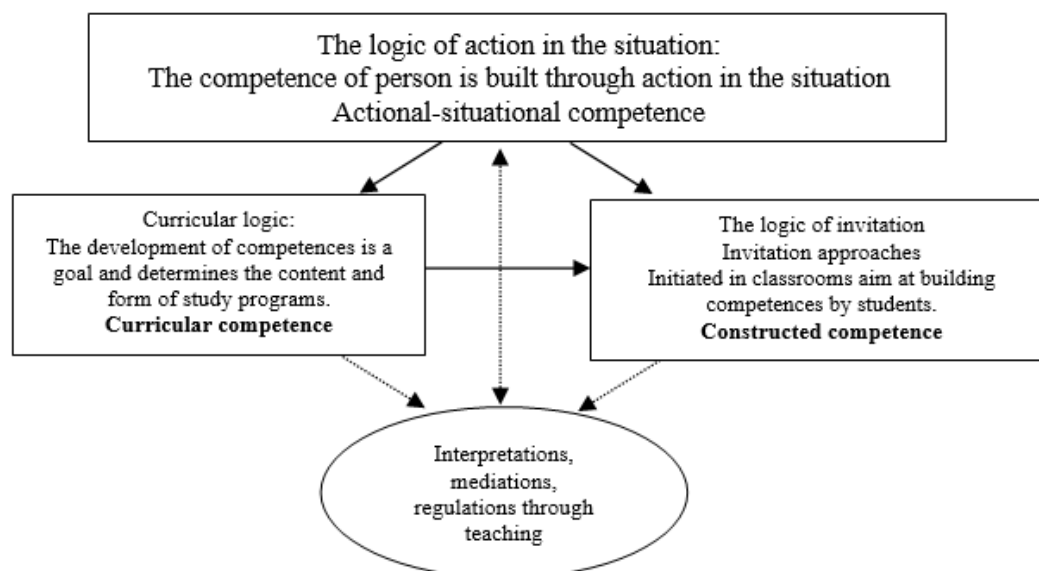 The logic of action in the situation:
The competence of person is built through action in the situation
Actional-situational competence
Curricular logic:
The development of competences is a
goal and determines the content and
form of study programs.
Curricular competence
The logic of invitation
Invitation approaches
Initiated in classrooms aim at building
competences by students.
Constructed competence
Interpretations,
mediations,
regulations through
teaching